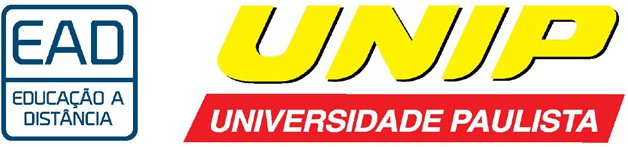 EAD
EDUCAÇÃO A
DISTÂNCIA
UNIP
UNIVERSIDADE PAULISTA